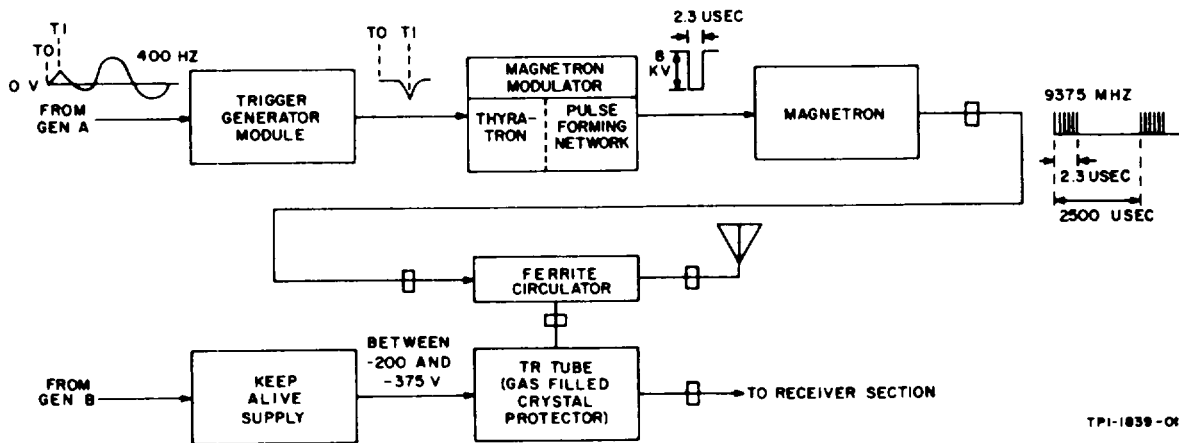 T0 T1
400 HZ
0 V
FROM
GEN A
TRIGGER
GENERATOR
MODULE
T0 T1
MAGNETRON
MODULATOR
THYRA-
TRON
PULSE
FORMING
NETWORK
2.3 USEC
8
KV
MAGNETRON
9375 MHZ
2.3 USEC
2500 USEC
FERRITE
CIRCULATOR
FROM
GEN B
KEEP
ALIVE
SUPPLY
BETWEEN
-200 AND
-375 V
TR TUBE
(GAS FILLED
CRYSTAL
PROTECTOR)
TO RECEIVER SECTION